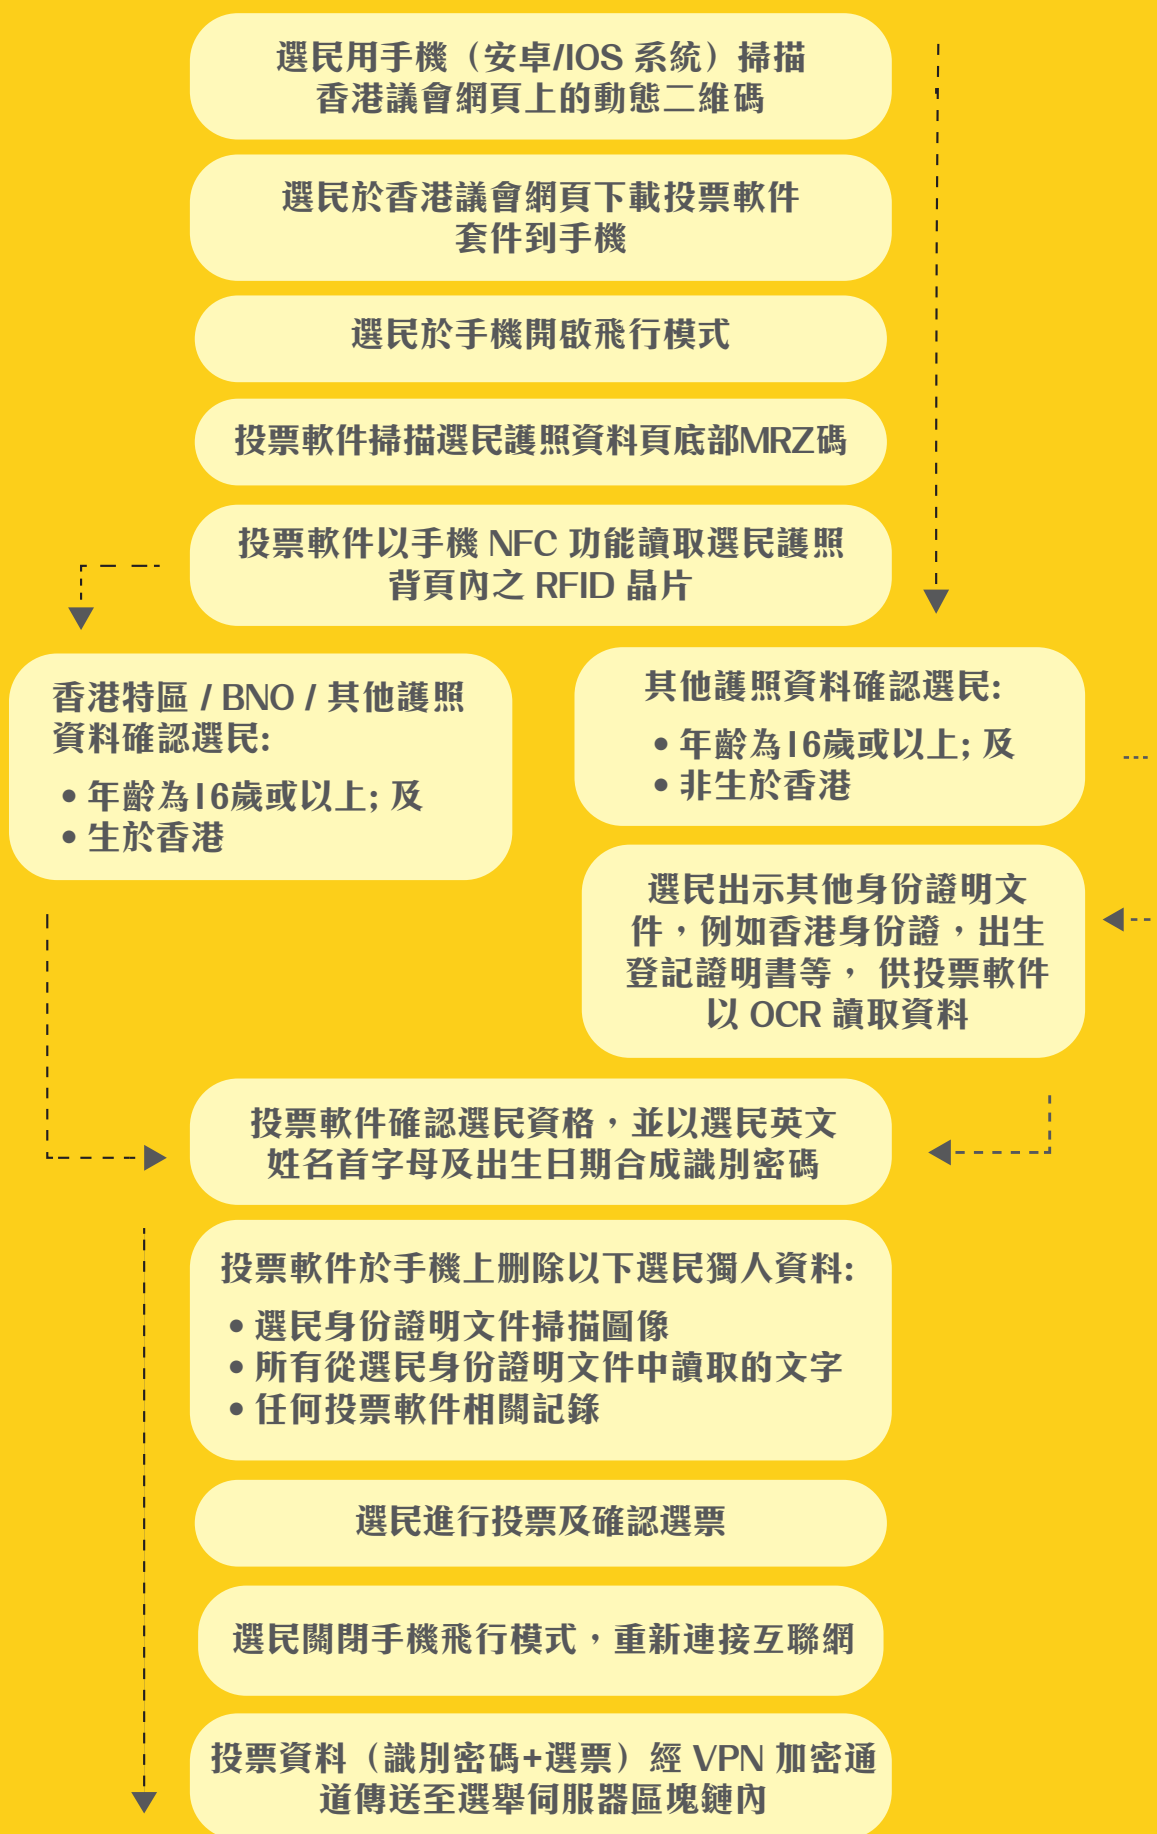 選民用手機（安卓/IOS 系統）掃描
香港議會網頁上的動態二維碼
選民於香港議會網頁下載投票軟件
套件到手機
選民於手機開啟飛行模式
投票軟件掃描選民護照資料頁底部MRZ碼
投票軟件以手機 NFC 功能讀取選民護照
背頁內之 RFID 晶片
香港特區 / BNO / 其他護照
資料確認選民:
• 年齡為16歲或以上; 及
• 生於香港
其他護照資料確認選民:
• 年齡為16歲或以上; 及
• 非生於香港
選民出示其他身份證明文
件，例如香港身份證，出生
登記證明書等， 供投票軟件
以 OCR 讀取資料
投票軟件確認選民資格，並以選民英文
姓名首字母及出生日期合成識別密碼
投票軟件於手機上刪除以下選民獨人資料:
• 選民身份證明文件掃描圖像
• 所有從選民身份證明文件中讀取的文字
• 任何投票軟件相關記錄
選民進行投票及確認選票
選民關閉手機飛行模式，重新連接互聯網
投票資料（識別密碼+選票）經 VPN 加密通
道傳送至選舉伺服器區塊鏈內